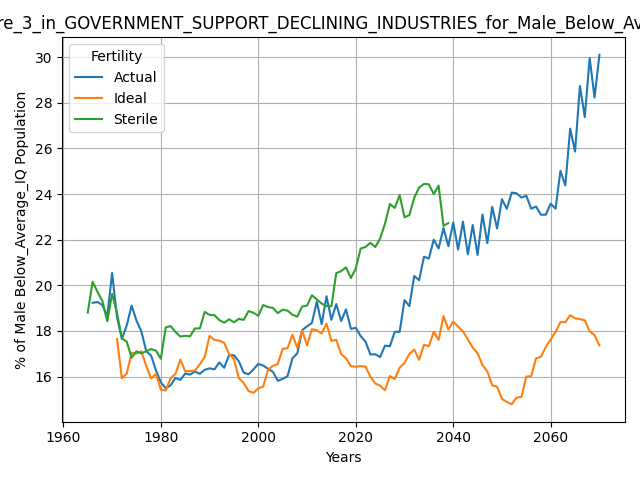 re_3_in_GOVERNMENT_SUPPORT_DECLINING_INDUSTRIES_for_Male_Below_Av
Fertility
Actual
Ideal
Sterile
% of Male Below_Average_IQ Population
30
28
26
24
22
20
18
16
1960 1980 2000 2020 2040 2060
Years